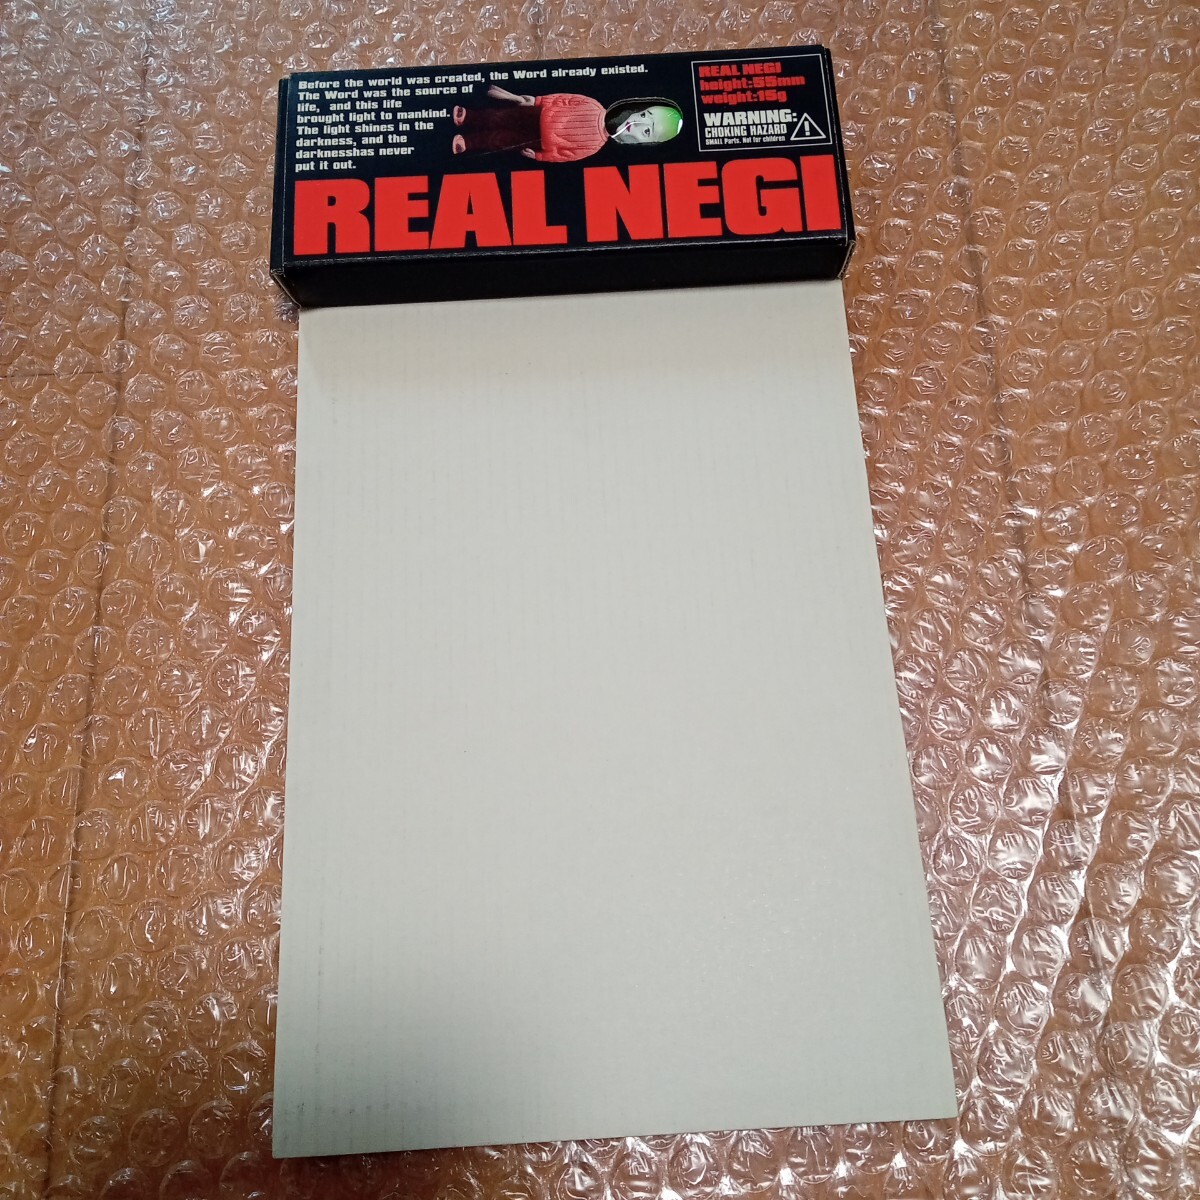 Before the world was created, the Word already existed.
The Word was the source of
life, and this life
brought light to mankind.
The light shines in the
darkness, and the
darknesshas never
put it out.
REAL NEGI
height:55mm
weight:15g
WARNING:
CHOKING HAZARD
SMALL Parts. Not for children
REAL NEGI